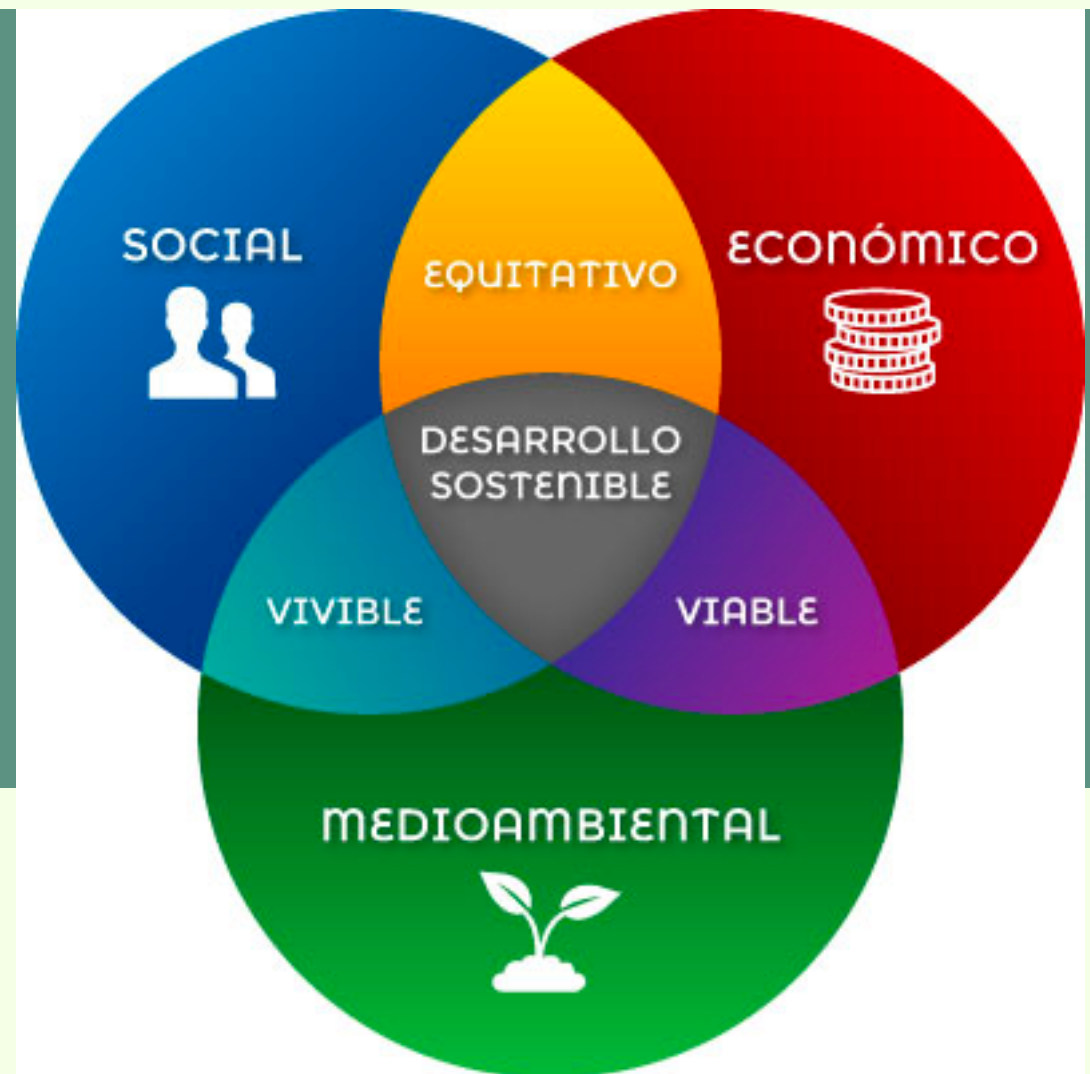 SOCIAL
ECONÓMICO
EQUITATIVO
DESARROLLO
SOSTENIBLE
VIVIBLE
VIABLE
MEDIOAMBIENTAL